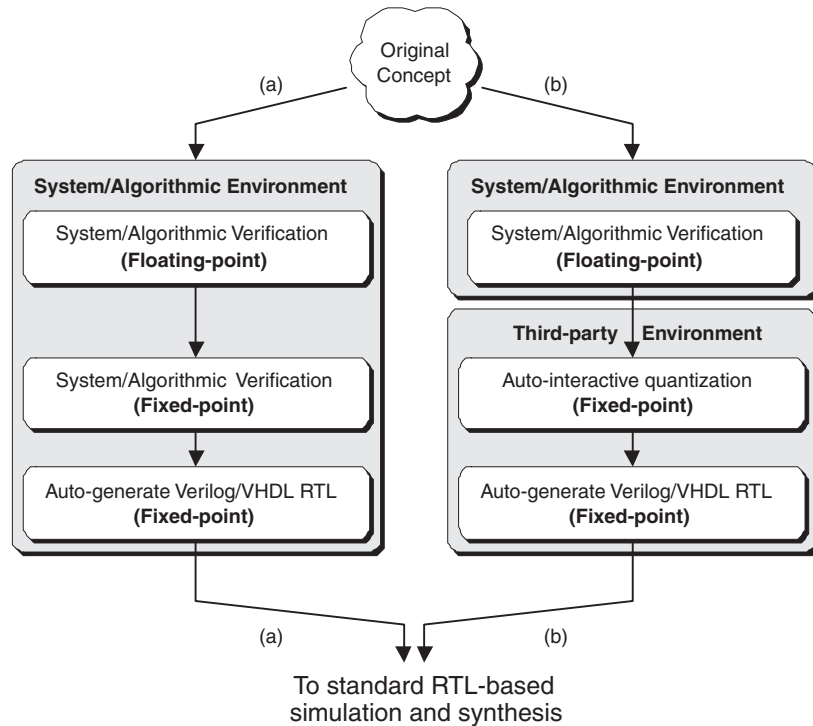 Original
Concept
(a)
(b)
System/Algorithmic Environment
System/Algorithmic Verification
(Floating-point)
System/Algorithmic Verification
(Fixed-point)
Auto-generate Verilog/VHDL RTL
(Fixed-point)
System/Algorithmic Environment
System/Algorithmic Verification
(Floating-point)
Third-party Environment
Auto-interactive quantization
(Fixed-point)
Auto-generate Verilog/VHDL RTL
(Fixed-point)
(a)
(b)
To standard RTL-based
simulation and synthesis